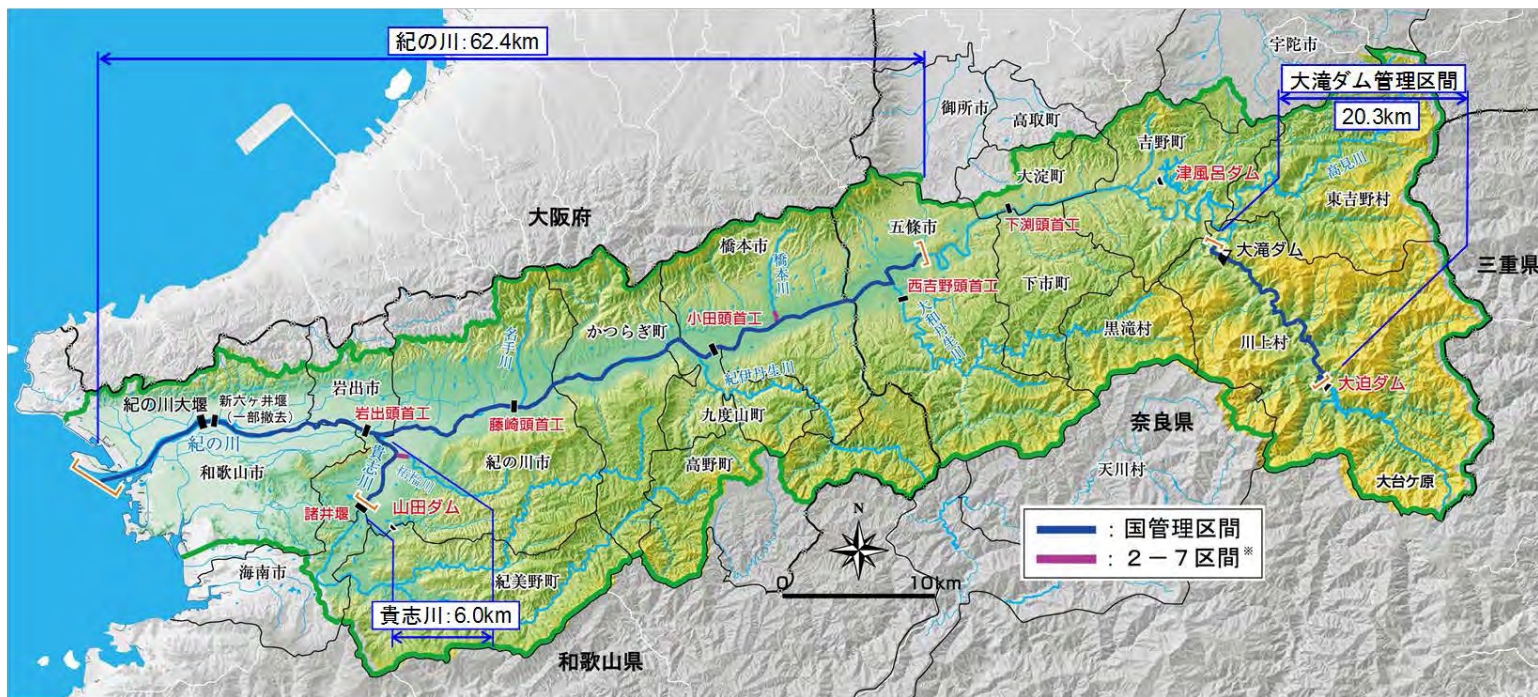 紀の川：62.4km
宇陀市
大滝ダム管理区間
20.3km
御所市
高取町
吉野町
大淀町
津風呂ダム
高見川
東吉野村
大阪府
橋本市
五條市
下渕頭首工
大滝ダム
三重県
橋本川
西吉野頭首工
下市町
小田頭首工
かつらぎ町
大和丹生川
黒滝村
川上村
名手川
紀伊丹生川
大迫ダム
岩出市
紀の川大堰
新六ヶ井堰
（一部撤去）
岩出頭首工
藤崎頭首工
九度山町
奈良県
紀の川
和歌山市
貴志川
紀の川市
高野町
天川村
大台ケ原
諸井堰
山田ダム
N
：国管理区間
：２－７区間※
海南市
紀美野町
0
10km
貴志川：6.0km
和歌山県